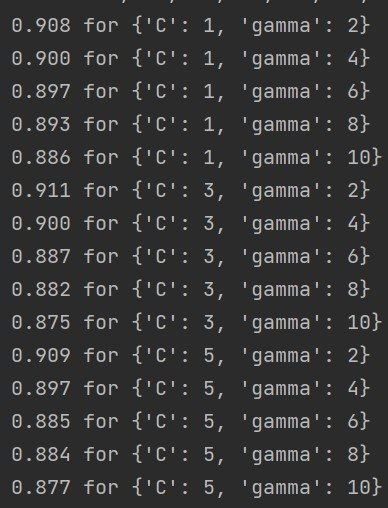 0.908 for {'C': 1, 'gamma': 2}
0.900 for {'C': 1, 'gamma': 4}
0.897 for {'C': 1, 'gamma': 6}
0.893 for {'C': 1, 'gamma': 8}
0.886 for {'C': 1, 'gamma': 10}
0.911 for {'C': 3, 'gamma': 2}
0.900 for {'C': 3, 'gamma': 4}
0.887 for {'C': 3, 'gamma': 6}
0.882 for {'C': 3, 'gamma': 8}
0.875 for {'C': 3, 'gamma': 10}
0.909 for {'C': 5, 'gamma': 2}
0.897 for {'C': 5, 'gamma': 4}
0.885 for {'C': 5, 'gamma': 6}
0.884 for {'C': 5, 'gamma': 8}
0.877 for {'C': 5, 'gamma': 10}